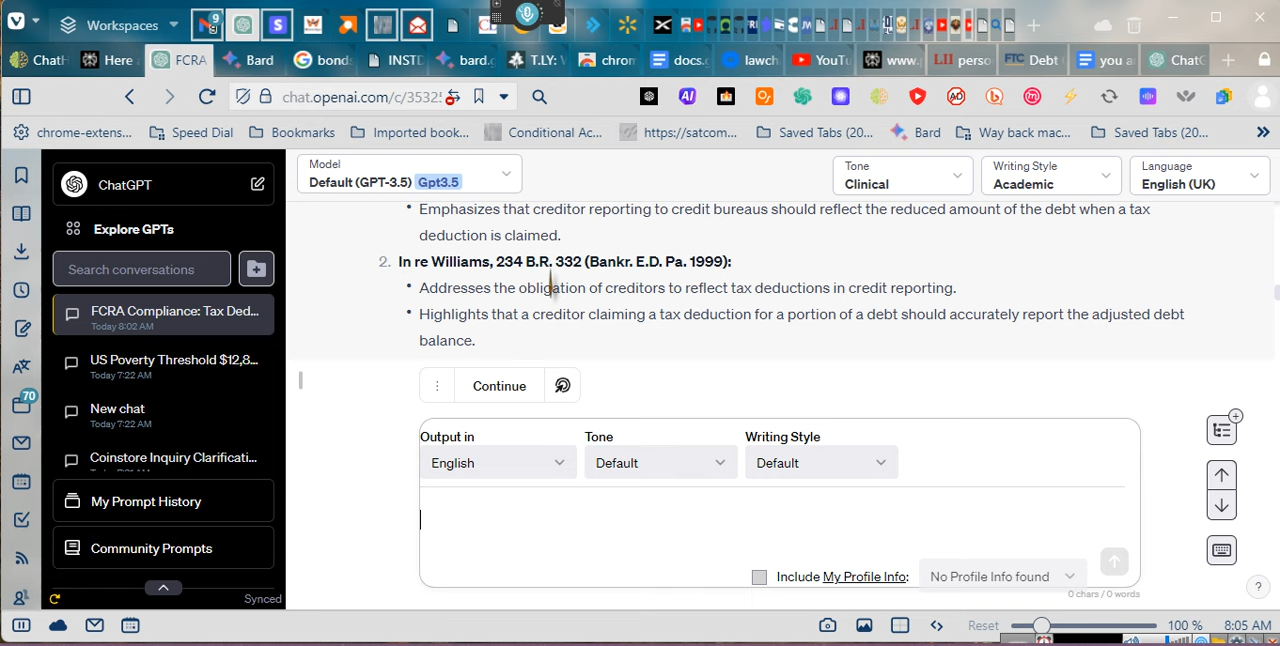 Workspaces
9
ChatH
Here
FCRA
Bard
bonds
INSTD
bard.g
T.I.Y:
chrom
docs.g
lawch
YouTu
www.
LII perso
FTC Debt
you a
ChatG
chat.openai.com/c/3532
chrome-extens...
Speed Dial
Bookmarks
Imported book...
Conditional Ac...
https://satcom...
Saved Tabs (20...
Bard
Way back mac...
Saved Tabs (20...
ChatGPT
Explore GPTs
Search conversations
FCRA Compliance: Tax Ded...
Today 8:02 AM
US Poverty Threshold $12,8...
Today 7:22 AM
New chat
Today 7:22 AM
Coinstore Inquiry Clarificati...
My Prompt History
Community Prompts
Synced
70
Model
Default (GPT-3.5) Gpt3.5
Tone
Clinical
Writing Style
Academic
Language
English (UK)
• Emphasizes that creditor reporting to credit bureaus should reflect the reduced amount of the debt when a tax
deduction is claimed.
2. In re Williams, 234 B.R. 332 (Bankr. E.D. Pa. 1999):
• Addresses the obligation of creditors to reflect tax deductions in credit reporting.
• Highlights that a creditor claiming a tax deduction for a portion of a debt should accurately report the adjusted debt
balance.
Continue
Output in
English
Tone
Default
Writing Style
Default
Include My Profile Info:
No Profile Info found
0 chars / 0 words
?
Reset
100 %
8:05 AM